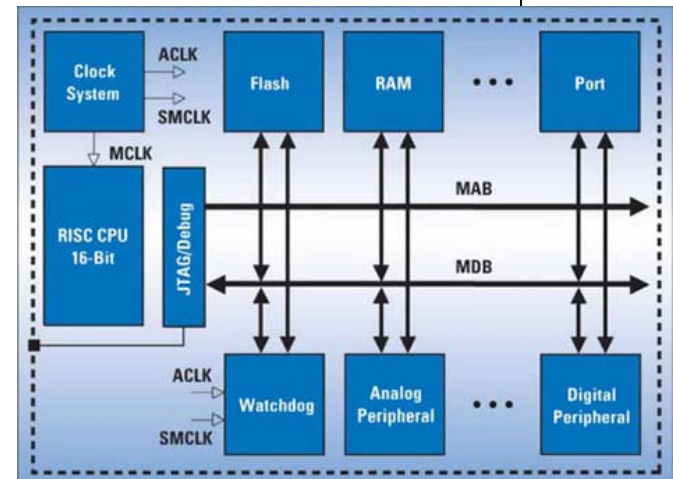 Clock
System
ACLK
SMCLK
MCLK
Flash
RAM
Port
RISC CPU
16-Bit
JTAG/Debug
MAB
MDB
ACLK
SMCLK
Watchdog
Analog
Peripheral
Digital
Peripheral